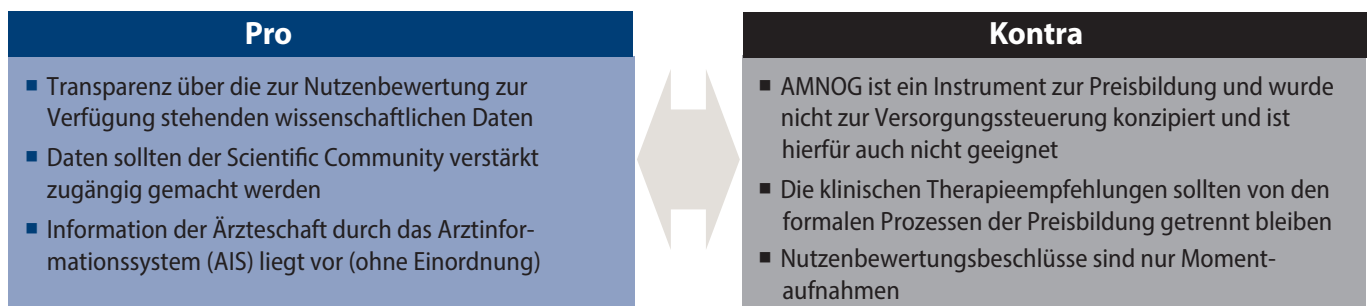 Pro
■ Transparenz über die zur Nutzenbewertung zur
Verfügung stehenden wissenschaftlichen Daten
■ Daten sollten der Scientific Community verstärkt
zugängig gemacht werden
■ Information der Ärzteschaft durch das Arztinfor-
mationssystem (AIS) liegt vor (ohne Einordnung)
Kontra
■ AMNOG ist ein Instrument zur Preisbildung und wurde
nicht zur Versorgungssteuerung konzipiert und ist
hierfür auch nicht geeignet
■ Die klinischen Therapieempfehlungen sollten von den
formalen Prozessen der Preisbildung getrennt bleiben
■ Nutzenbewertungsbeschlüsse sind nur Moment-
aufnahmen